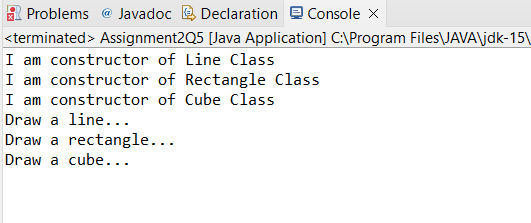 Problems @ Javadoc Declaration Console
<terminated> Assignment2Q5 [Java Application] C:\Program Files\JAVA\jdk-15\
I am constructor of Line Class
I am constructor of Rectangle Class
I am constructor of Cube Class
Draw a line...
Draw a rectangle...
Draw a cube...